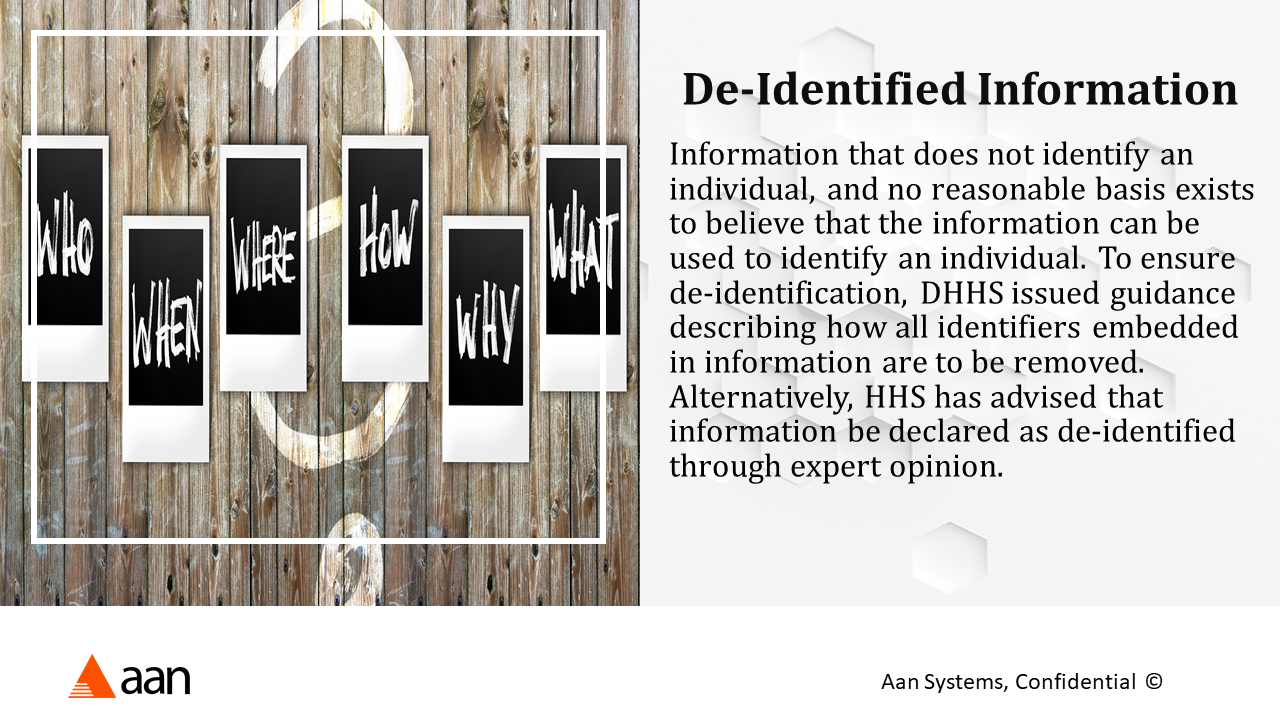 WHO
WHEN
WHERE
HOW
WHY
WHAT
De-Identified Information
Information that does not identify an
individual, and no reasonable basis exists
to believe that the information can be
used to identify an individual. To ensure
de-identification, DHHS issued guidance
describing how all identifiers embedded
in information are to be removed.
Alternatively, HHS has advised that
information be declared as de-identified
through expert opinion.
aan
Aan Systems, Confidential ©